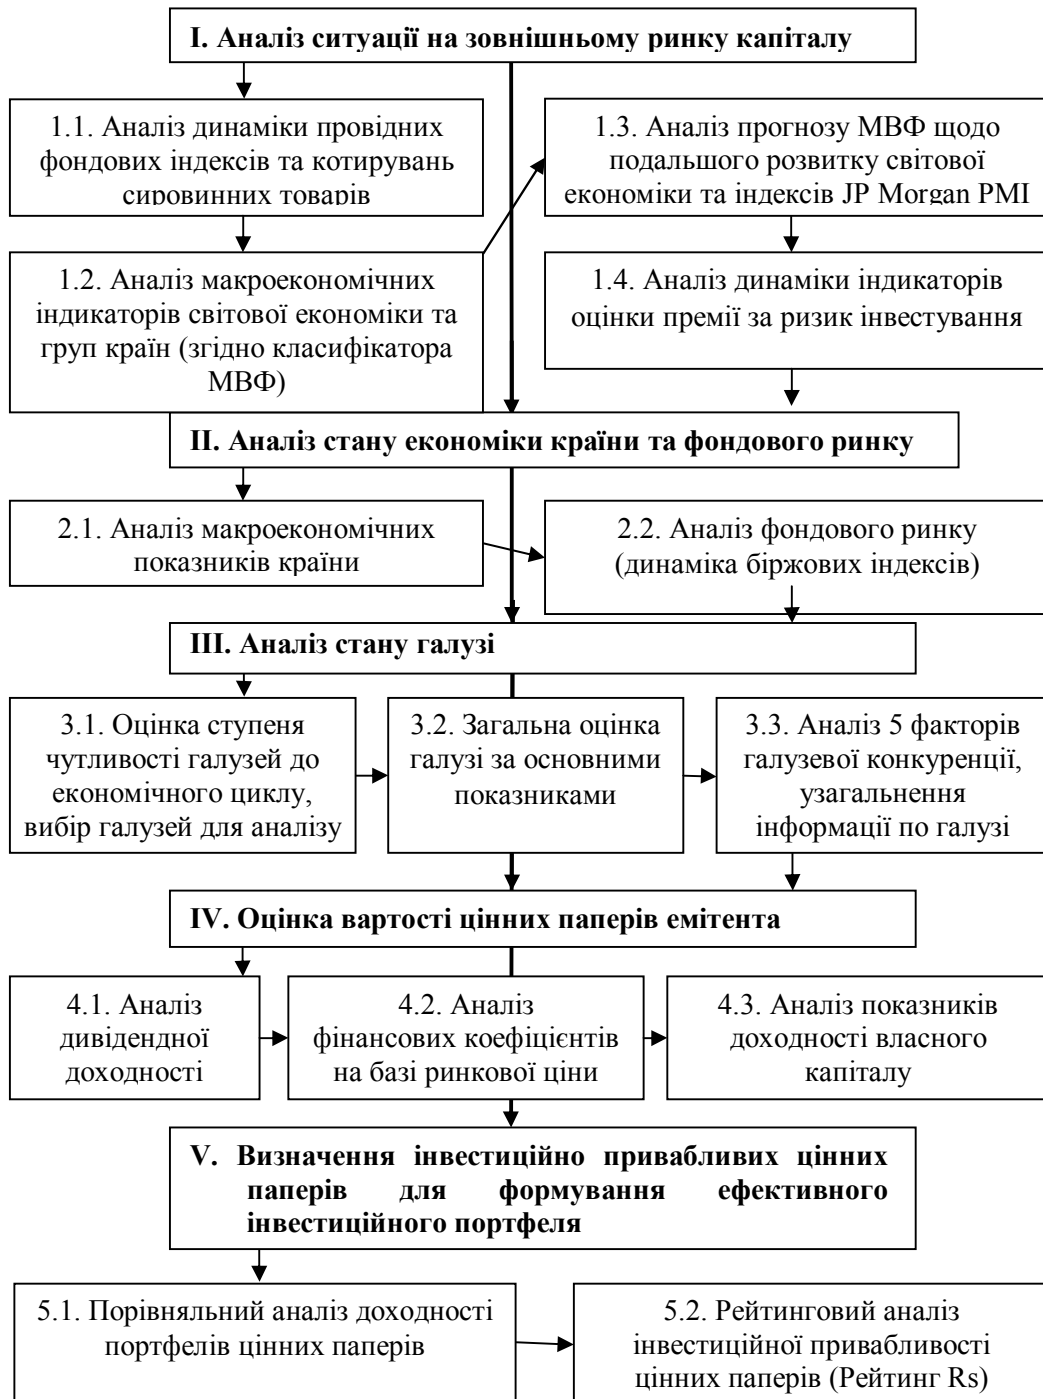 I. Аналіз ситуації на зовнішньому ринку капіталу
1.1. Аналіз динаміки провідних
фондових індексів та котирувань
сировинних товарів
1.2. Аналіз макроекономічних
індикаторів світової економіки та
груп країн (згідно класифікатора
МВФ)
1.3. Аналіз прогнозу МВФ щодо
подальшого розвитку світової
економіки та індексів JP Morgan PMI
1.4. Аналіз динаміки індикаторів
оцінки премії за ризик інвестування
II. Аналіз стану економіки країни та фондового ринку
2.1. Аналіз макроекономічних
показників країни
2.2. Аналіз фондового ринку
(динаміка біржових індексів)
III. Аналіз стану галузі
3.1. Оцінка ступеня
чутливості галузей до
економічного циклу,
вибір галузей для аналізу
3.2. Загальна оцінка
галузі за основними
показниками
3.3. Аналіз 5 факторів
галузевої конкуренції,
узагальнення
інформації по галузі
IV. Оцінка вартості цінних паперів емітента
4.1. Аналіз
дивідендної
доходності
4.2. Аналіз
фінансових коефіцієнтів
на базі ринкової ціни
4.3. Аналіз показників
доходності власного
капіталу
V. Визначення інвестиційно привабливих цінних
паперів для формування ефективного
інвестиційного портфеля
5.1. Порівняльний аналіз доходності
портфелів цінних паперів
5.2. Рейтинговий аналіз
інвестиційної привабливості
цінних паперів (Рейтинг Rs)